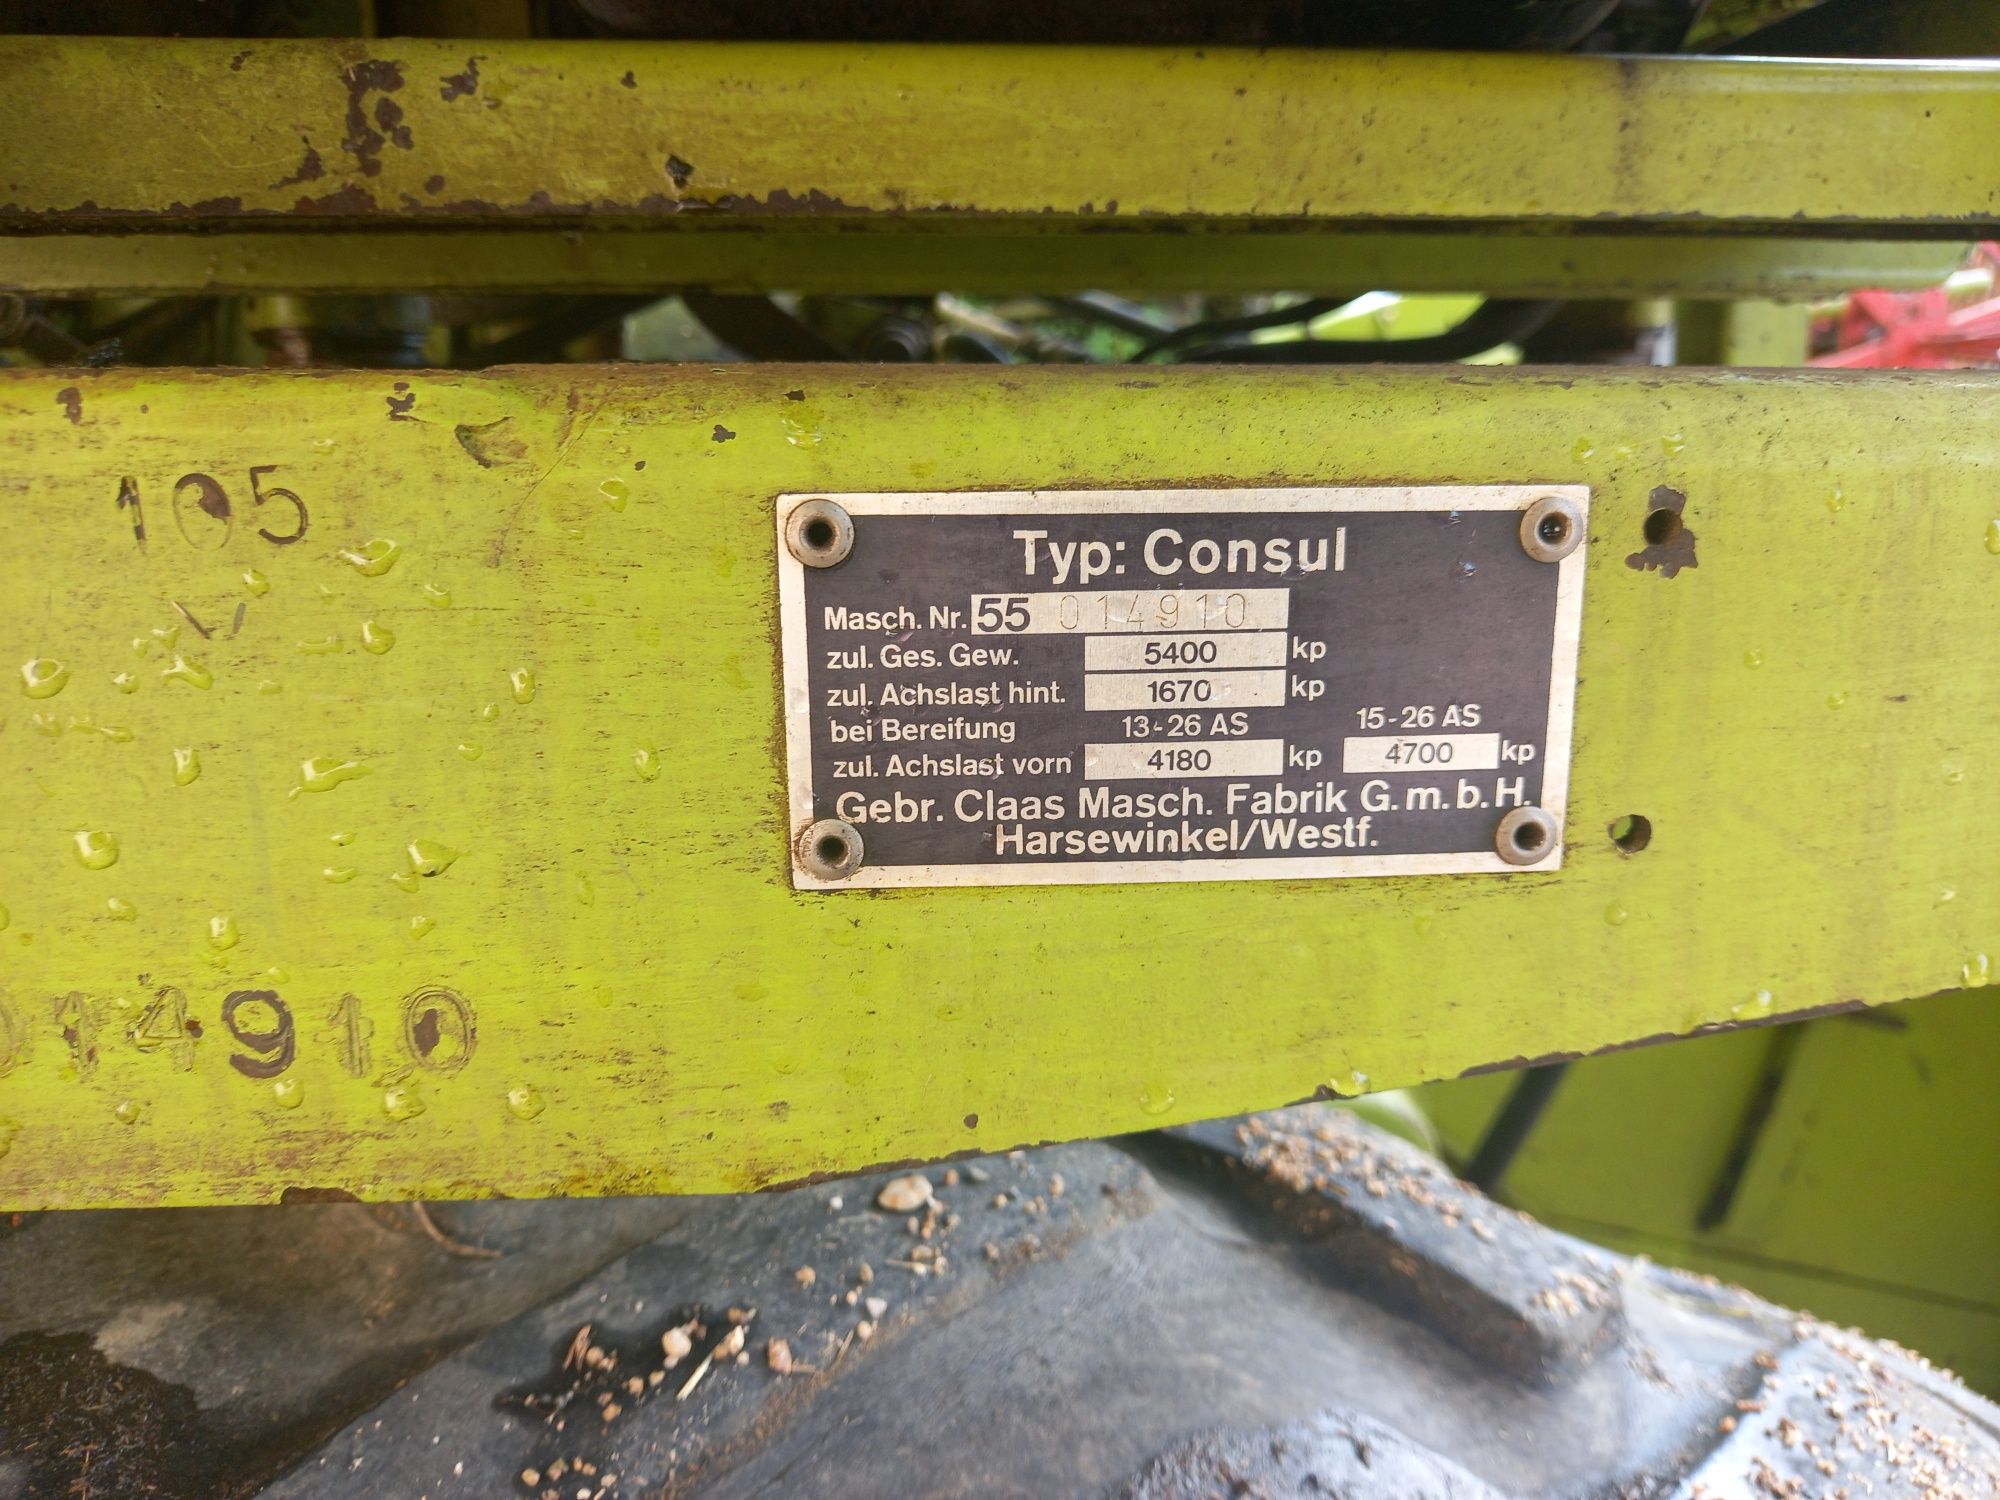 105
Typ: Consul
Masch. Nr. 55 014910
zul. Ges. Gew. 5400 kp
zul. Achslast hint. 1670 kp
bei Bereifung 13-26 AS 15-26 AS
zul. Achslast vorn 4180 kp 4700 kp
Gebr. Claas Masch. Fabrik G.m.b.H.
Harsewinkel/Westf.
014910